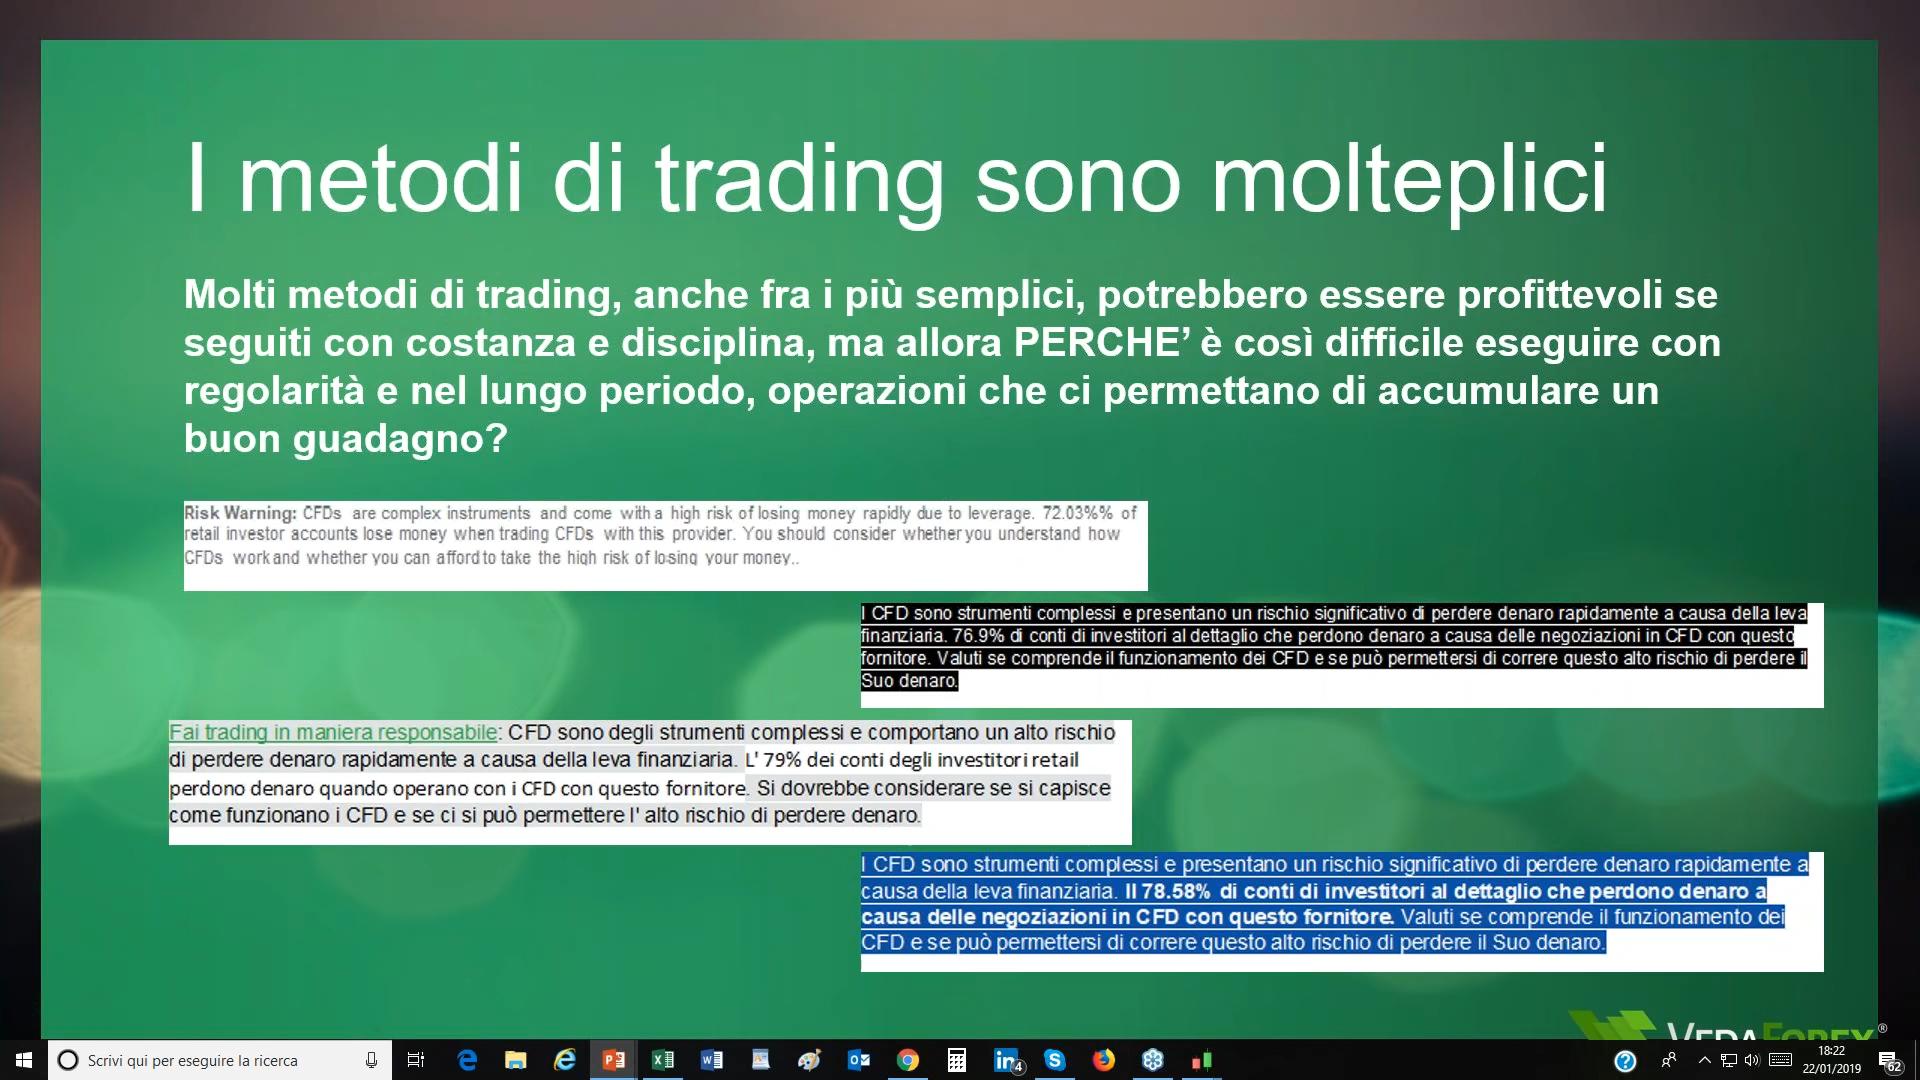 I metodi di trading sono molteplici
Molti metodi di trading, anche fra i più semplici, potrebbero essere profittevoli se
seguiti con costanza e disciplina, ma allora PERCHE’ è così difficile eseguire con
regolarità e nel lungo periodo, operazioni che ci permettano di accumulare un
buon guadagno?
Risk Warning: CFDs are complex instruments and come with a high risk of losing money rapidly due to leverage. 72.03%% of
retail investor accounts lose money when trading CFDs with this provider. You should consider whether you understand how
CFDs work and whether you can afford to take the high risk of losing your money..
I CFD sono strumenti complessi e presentano un rischio significativo di perdere denaro rapidamente a causa della leva
finanziaria. 76.9% di conti di investitori al dettaglio che perdono denaro a causa delle negoziazioni in CFD con questo
fornitore. Valuti se comprende il funzionamento dei CFD e se può permettersi di correre questo alto rischio di perdere il
Suo denaro.
Fai trading in maniera responsabile: CFD sono degli strumenti complessi e comportano un alto rischio
di perdere denaro rapidamente a causa della leva finanziaria. L' 79% dei conti degli investitori retail
perdono denaro quando operano con i CFD con questo fornitore. Si dovrebbe considerare se si capisce
come funzionano i CFD e se ci si può permettere l' alto rischio di perdere denaro.
I CFD sono strumenti complessi e presentano un rischio significativo di perdere denaro rapidamente a
causa della leva finanziaria. Il 78.58% di conti di investitori al dettaglio che perdono denaro a
causa delle negoziazioni in CFD con questo fornitore. Valuti se comprende il funzionamento dei
CFD e se può permettersi di correre questo alto rischio di perdere il Suo denaro.
VEDAFOREX®
Scrivi qui per eseguire la ricerca
4
18:22
22/01/2019
62